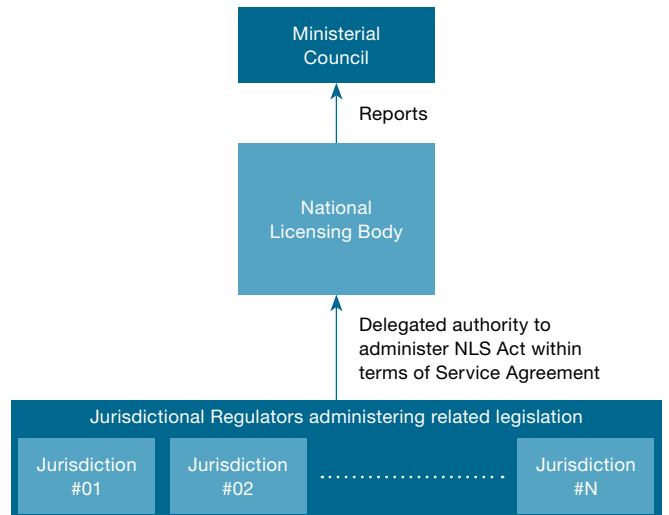 Ministerial
Council
Reports
National
Licensing Body
Delegated authority to
administer NLS Act within
terms of Service Agreement
Jurisdictional Regulators administering related legislation
Jurisdiction
#01
Jurisdiction
#02
Jurisdiction
#N